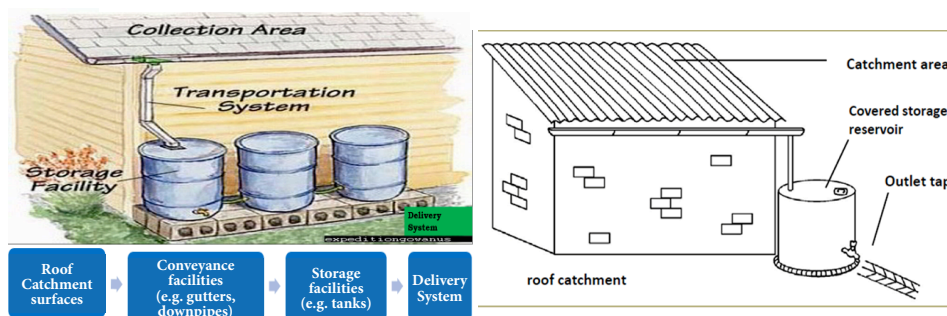 Collection Area
Transportation
System
Storage
Facility
Delivery
System
expeditiongowanus
Roof
Catchment
surfaces
Conveyance
facilities
(e.g. gutters,
downpipes)
Storage
facilities
(e.g. tanks)
Delivery
System
Catchment area
Covered storage
reservoir
Outlet tap
roof catchment